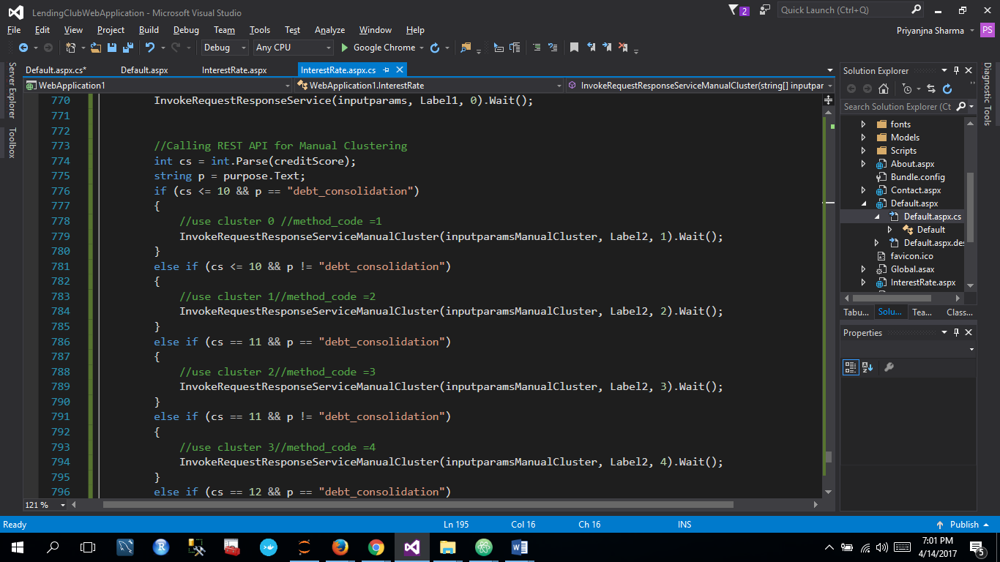 LendingClubWebApplication - Microsoft Visual Studio
2
Quick Launch (Ctrl+Q)
File Edit View Project Build Debug Team Tools Test Analyze Window Help
Priyanjna Sharma PS
Debug Any CPU Google Chrome
Server Explorer
Toolbox
Default.aspx.cs* Default.aspx InterestRate.aspx InterestRate.aspx.cs
WebApplication1 WebApplication1.InterestRate InvokeRequestResponseServiceManualCluster(string[] inputpar
770 InvokeRequestResponseService(inputparams, Label1, 0).Wait();
771
772
773 //Calling REST API for Manual Clustering
774 int cs = int.Parse(creditScore);
775 string p = purpose.Text;
776 if (cs <= 10 && p == "debt_consolidation")
777 {
778 //use cluster 0 //method_code =1
779 InvokeRequestResponseServiceManualCluster(inputparamsManualCluster, Label2, 1).Wait();
780 }
781 else if (cs <= 10 && p != "debt_consolidation")
782 {
783 //use cluster 1//method_code =2
784 InvokeRequestResponseServiceManualCluster(inputparamsManualCluster, Label2, 2).Wait();
785 }
786 else if (cs == 11 && p == "debt_consolidation")
787 {
788 //use cluster 2//method_code =3
789 InvokeRequestResponseServiceManualCluster(inputparamsManualCluster, Label2, 3).Wait();
790 }
791 else if (cs == 11 && p != "debt_consolidation")
792 {
793 //use cluster 3//method_code =4
794 InvokeRequestResponseServiceManualCluster(inputparamsManualCluster, Label2, 4).Wait();
795 }
796 else if (cs == 12 && p == "debt_consolidation")
121 %
Solution Explorer
Search Solution Explorer (Ct
fonts
Models
Scripts
About.aspx
Bundle.config
Contact.aspx
Default.aspx
Default.aspx.cs
Default
Default.aspx.des
favicon.ico
Global.asax
InterestRate.aspx
Tabu... Solu... Tea... Class...
Properties
Diagnostic Tools
Ready Ln 195 Col 16 Ch 16 INS Publish
7:01 PM
4/14/2017
5